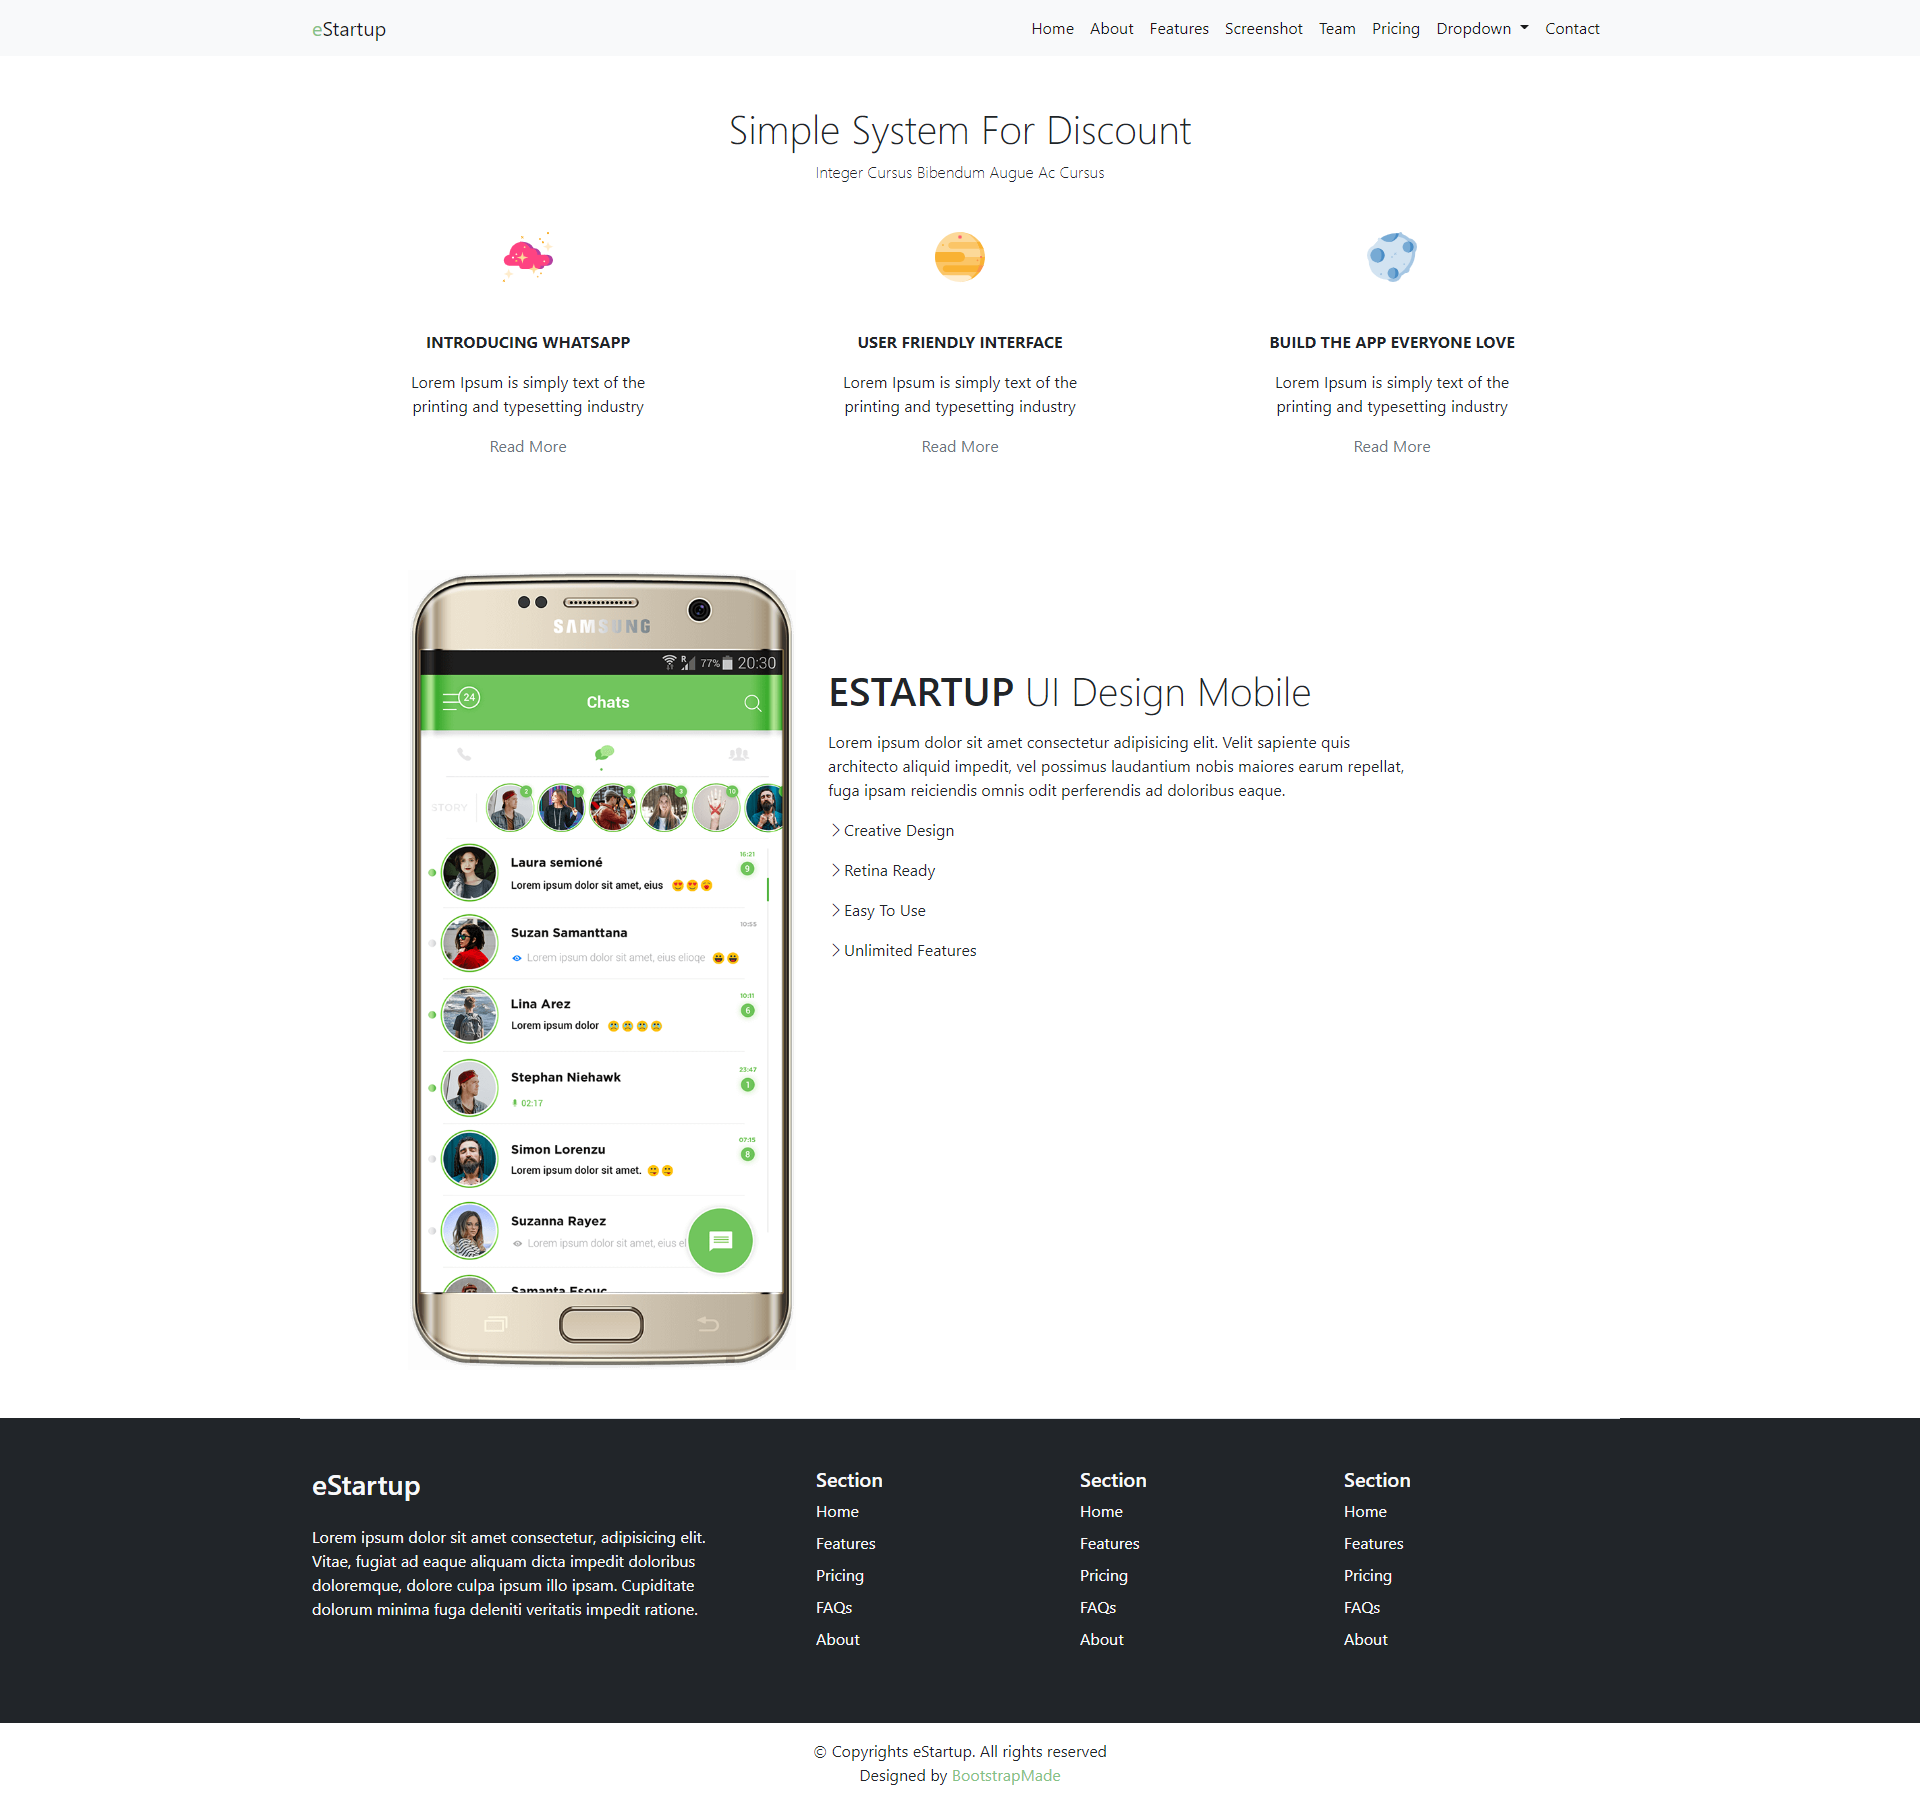 eStartup
Home About Features Screenshot Team Pricing Dropdown Contact
Simple System For Discount
Integer Cursus Bibendum Augue Ac Cursus
INTRODUCING WHATSAPP
Lorem Ipsum is simply text of the
printing and typesetting industry
Read More
USER FRIENDLY INTERFACE
Lorem Ipsum is simply text of the
printing and typesetting industry
Read More
BUILD THE APP EVERYONE LOVE
Lorem Ipsum is simply text of the
printing and typesetting industry
Read More
SAMSUNG
R 77% 20:30
24 Chats
STORY 2 5 8 3 10
Laura semioné 16:21
Lorem ipsum dolor sit amet, eius 😍 😍 😮 9
Suzan Samanttana 10:55
Lorem ipsum dolor sit amet, eius elioqe 😀 😀
Lina Arez 10:11
Lorem ipsum dolor 6
Stephan Niehawk 23:47
02:17 1
Simon Lorenzu 07:15
Lorem ipsum dolor sit amet. 8
Suzanna Rayez
Lorem ipsum dolor sit amet, eius el
Samanta Esouc
ESTARTUP UI Design Mobile
Lorem ipsum dolor sit amet consectetur adipisicing elit. Velit sapiente quis
architecto aliquid impedit, vel possimus laudantium nobis maiores earum repellat,
fuga ipsam reiciendis omnis odit perferendis ad doloribus eaque.
Creative Design
Retina Ready
Easy To Use
Unlimited Features
eStartup
Lorem ipsum dolor sit amet consectetur, adipisicing elit.
Vitae, fugiat ad eaque aliquam dicta impedit doloribus
doloremque, dolore culpa ipsum illo ipsam. Cupiditate
dolorum minima fuga deleniti veritatis impedit ratione.
Section
Home
Features
Pricing
FAQs
About
Section
Home
Features
Pricing
FAQs
About
Section
Home
Features
Pricing
FAQs
About
© Copyrights eStartup. All rights reserved
Designed by BootstrapMade